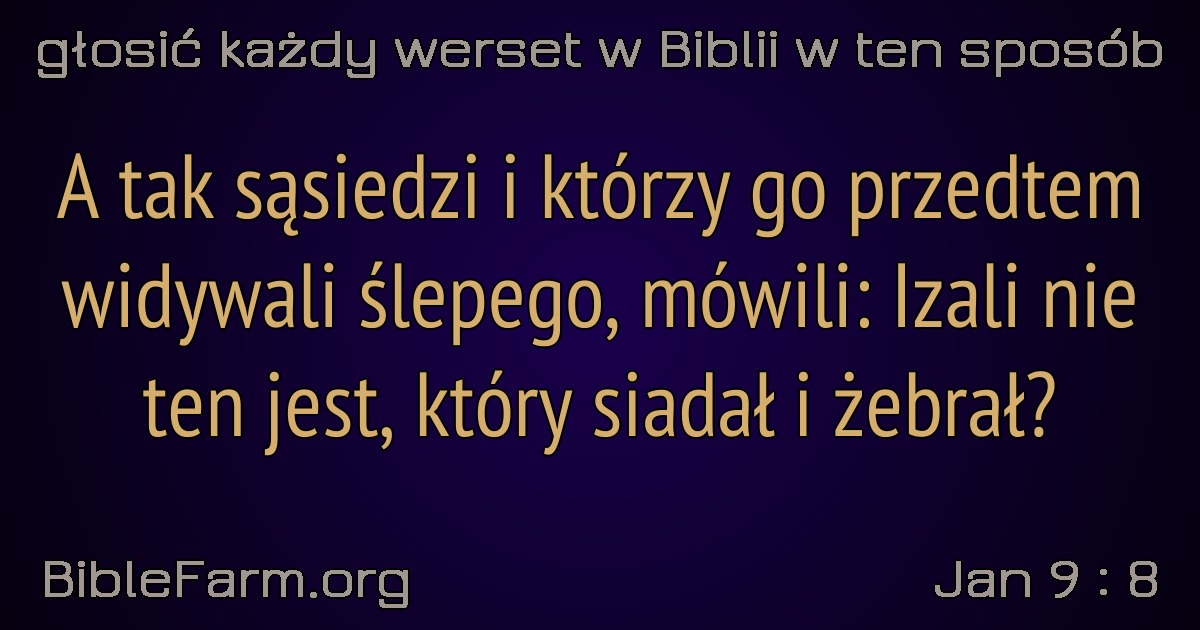 głosić każdy werset w Biblii w ten sposób
A tak sąsiedzi i którzy go przedtem
widywali ślepego, mówili: Izali nie
ten jest, który siadał i żebrał?
BibleFarm.org
Jan 9 : 8